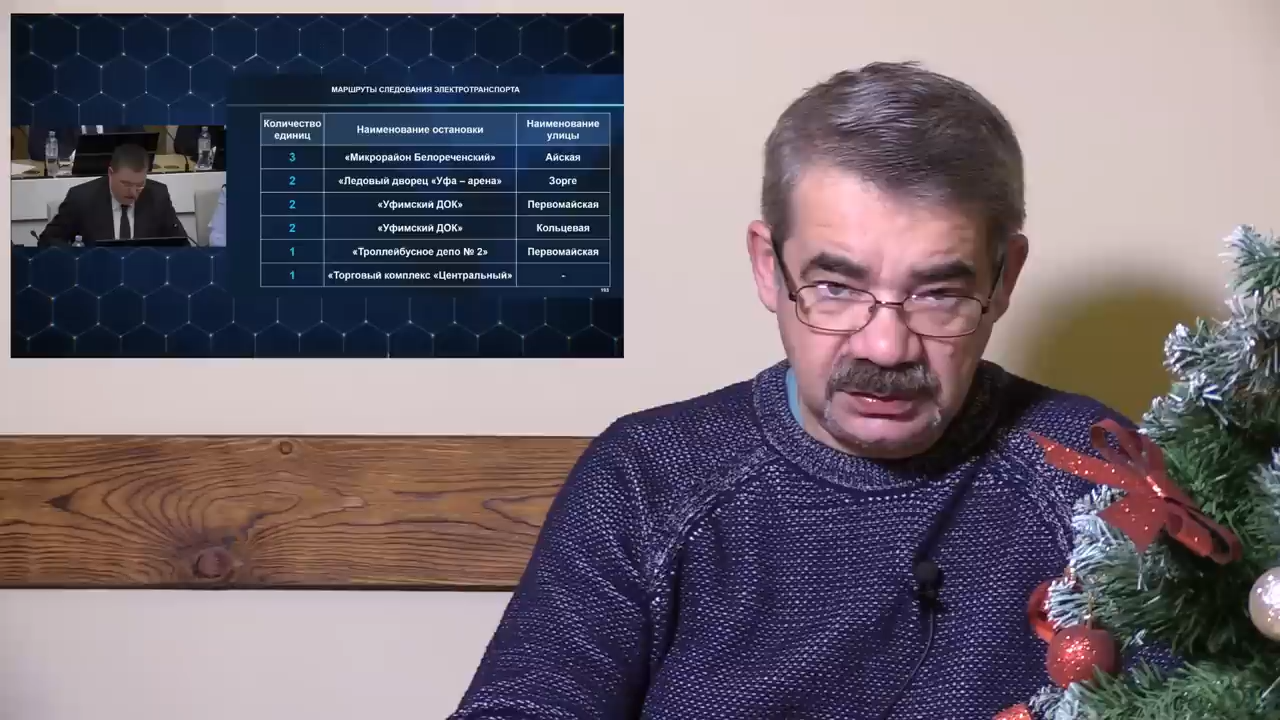 МАРШРУТЫ СЛЕДОВАНИЯ ЭЛЕКТРОТРАНСПОРТА
Количество единиц Наименование остановки Наименование улицы
3 «Микрорайон Белореченский» Айская
2 «Ледовый дворец «Уфа – арена» Зорге
2 «Уфимский ДОК» Первомайская
2 «Уфимский ДОК» Кольцевая
1 «Троллейбусное депо № 2» Первомайская
1 «Торговый комплекс «Центральный» -